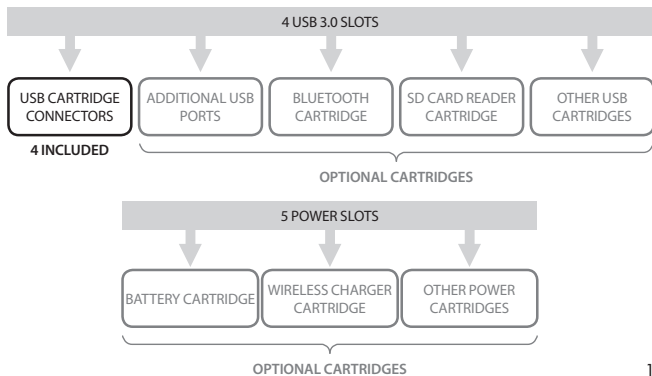 4 USB 3.0 SLOTS
USB CARTRIDGE
CONNECTORS
ADDITIONAL USB
PORTS
BLUETOOTH
CARTRIDGE
SD CARD READER
CARTRIDGE
OTHER USB
CARTRIDGES
4 INCLUDED
OPTIONAL CARTRIDGES
5 POWER SLOTS
BATTERY CARTRIDGE
WIRELESS CHARGER
CARTRIDGE
OTHER POWER
CARTRIDGES
OPTIONAL CARTRIDGES
1